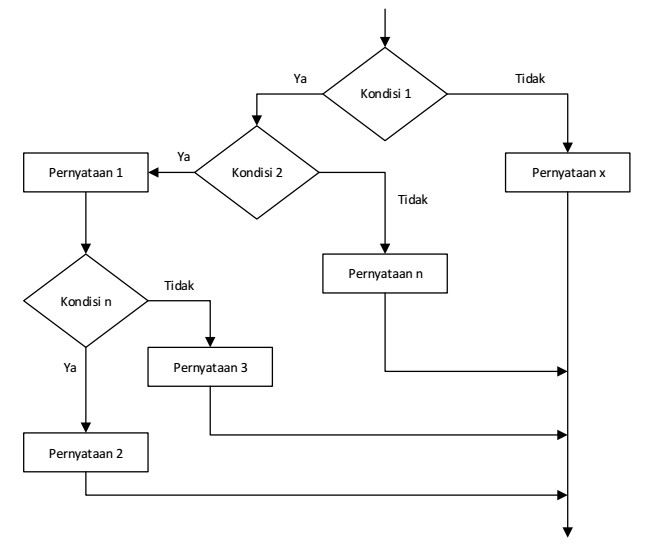 Ya
Kondisi 1
Tidak
Pernyataan 1
Ya
Kondisi 2
Tidak
Pernyataan x
Pernyataan n
Kondisi n
Tidak
Ya
Pernyataan 3
Pernyataan 2